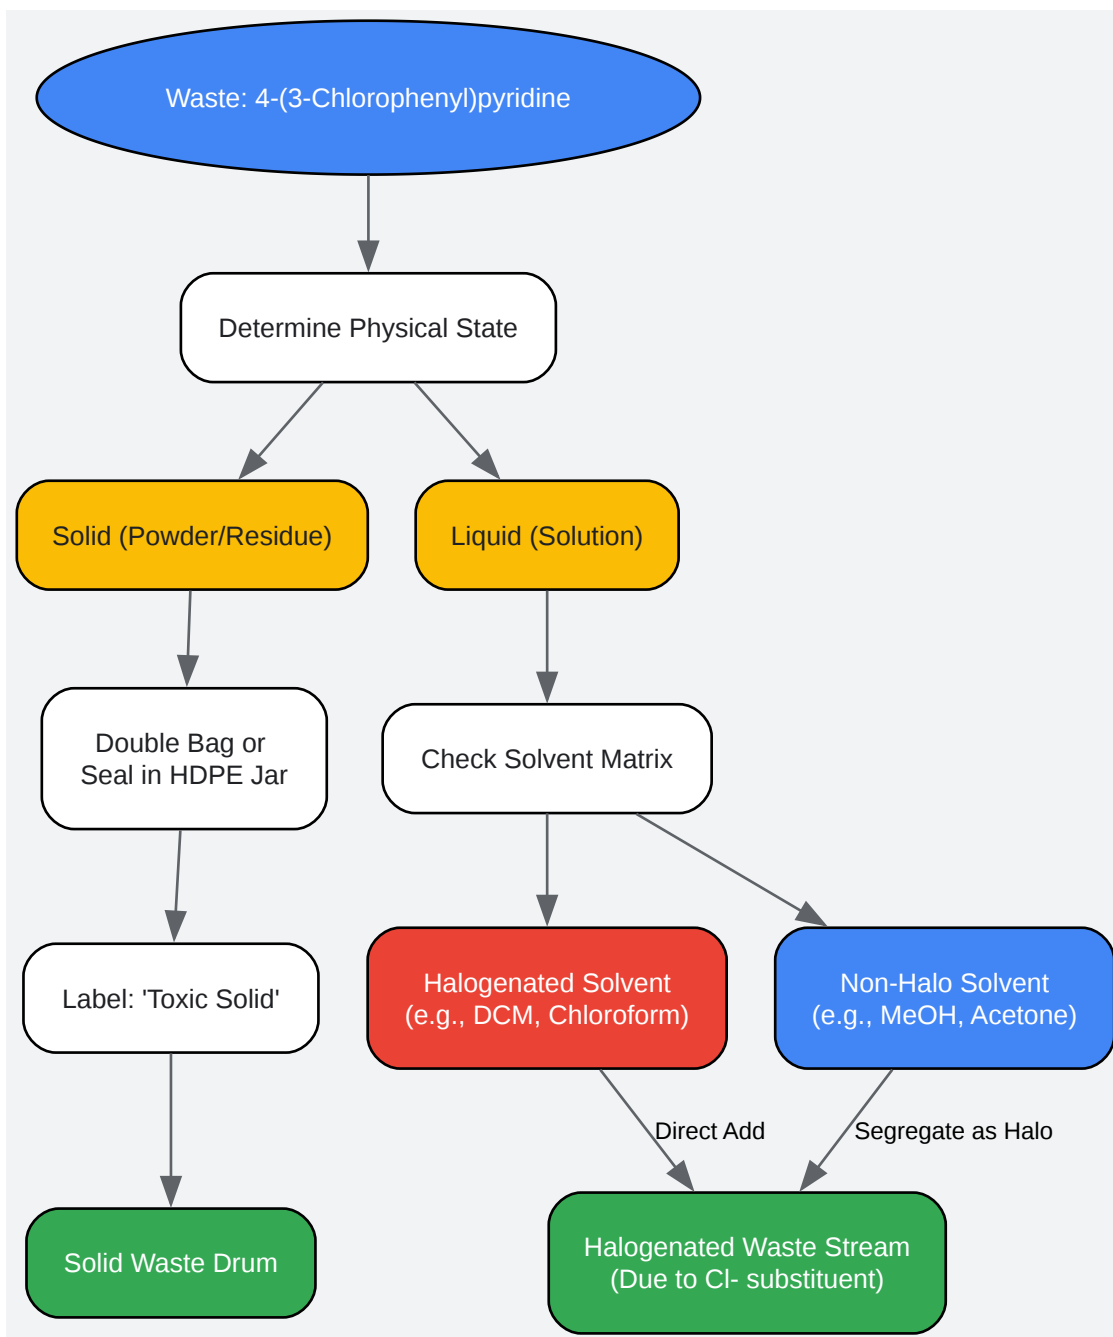 Waste: 4-(3-Chlorophenyl)pyridine
Determine Physical State
Solid (Powder/Residue)
Liquid (Solution)
Double Bag or
Seal in HDPE Jar
Check Solvent Matrix
Label: 'Toxic Solid'
Halogenated Solvent
(e.g., DCM, Chloroform)
Non-Halo Solvent
(e.g., MeOH, Acetone)
Direct Add
Segregate as Halo
Solid Waste Drum
Halogenated Waste Stream
(Due to Cl- substituent)